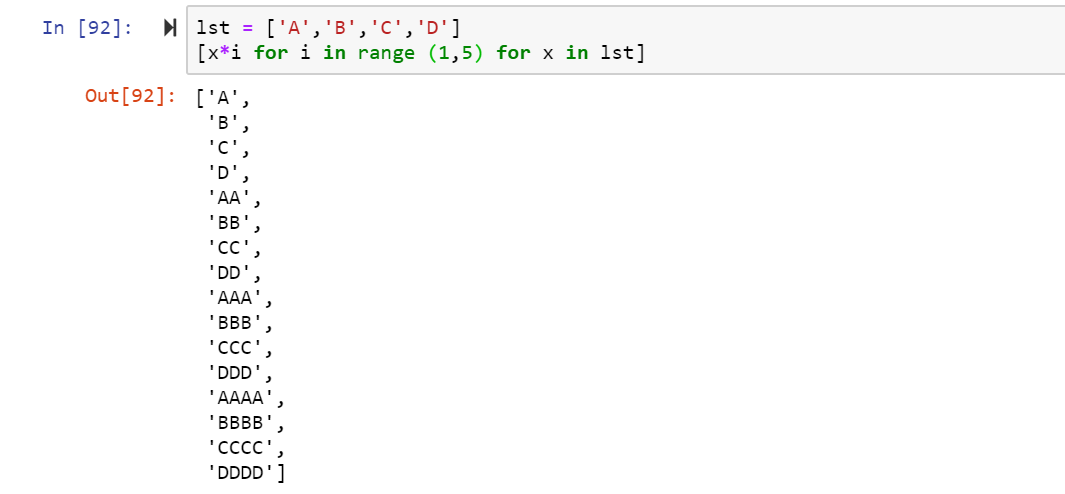 In [92]: lst = ['A','B','C','D']
[x*i for i in range (1,5) for x in lst]
Out[92]: ['A',
'B',
'C',
'D',
'AA',
'BB',
'CC',
'DD',
'AAA',
'BBB',
'CCC',
'DDD',
'AAAA',
'BBBB',
'CCCC',
'DDDD']